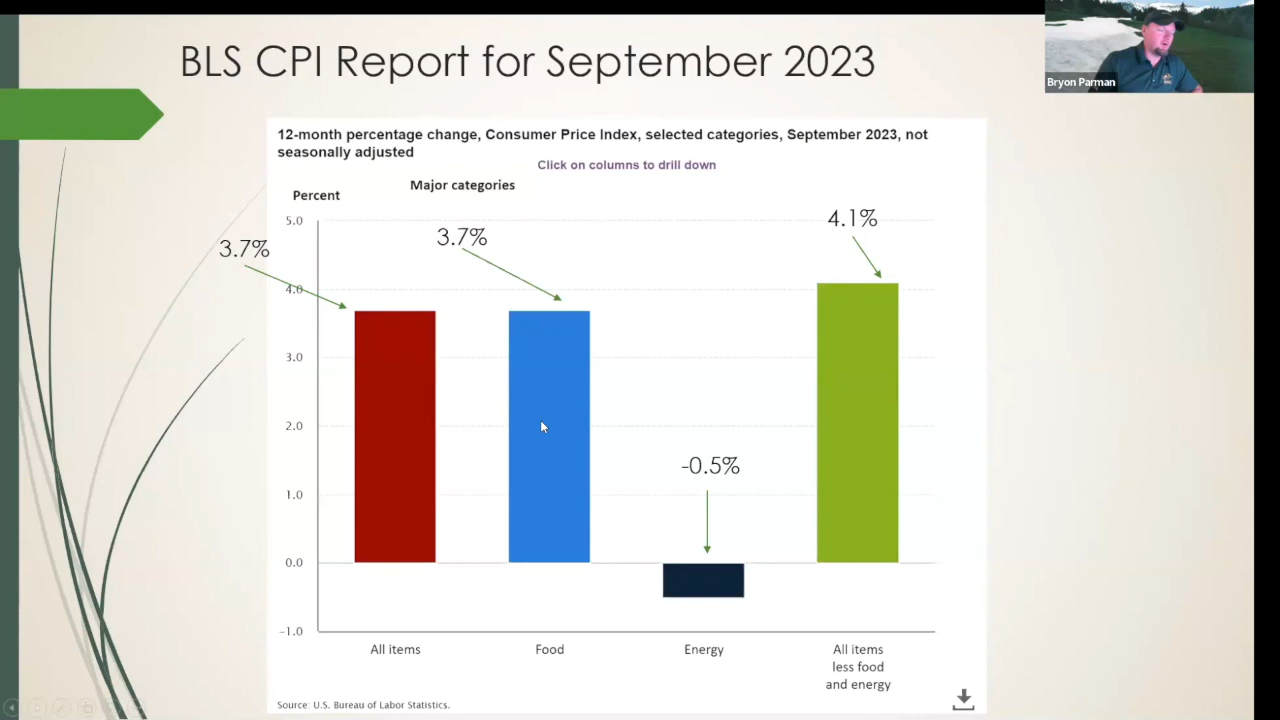 BLS CPI Report for September 2023
Bryon Parman
12-month percentage change, Consumer Price Index, selected categories, September 2023, not
seasonally adjusted
Click on columns to drill down
Major categories
Percent
5.0
4.0
3.0
2.0
1.0
0.0
-1.0
3.7%
3.7%
-0.5%
4.1%
All items
Food
Energy
All items
less food
and energy
Source: U.S. Bureau of Labor Statistics.